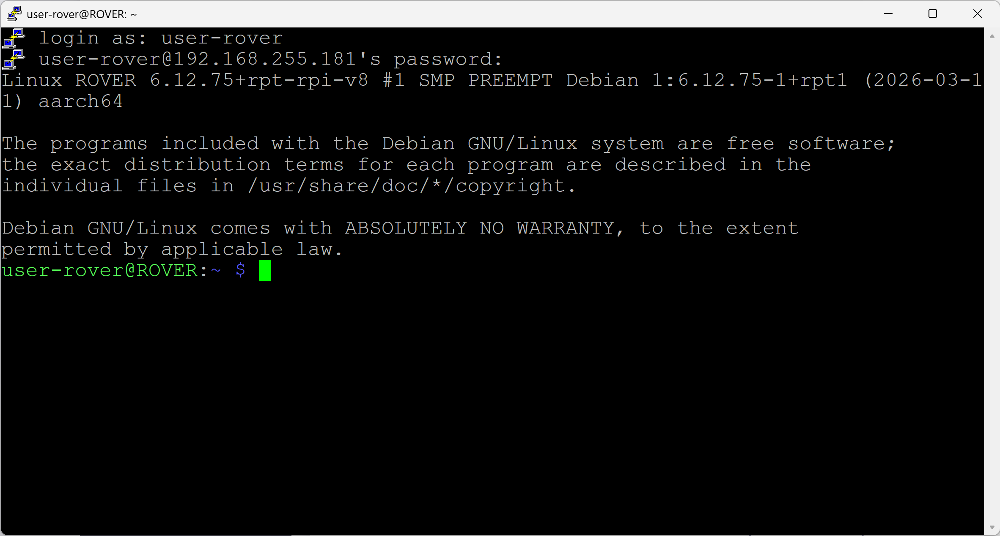 user-rover@ROVER: ~
login as: user-rover
user-rover@192.168.255.181's password:
Linux ROVER 6.12.75+rpt-rpi-v8 #1 SMP PREEMPT Debian 1:6.12.75-1+rpt1 (2026-03-1
1) aarch64
The programs included with the Debian GNU/Linux system are free software;
the exact distribution terms for each program are described in the
individual files in /usr/share/doc/*/copyright.
Debian GNU/Linux comes with ABSOLUTELY NO WARRANTY, to the extent
permitted by applicable law.
user-rover@ROVER:~ $